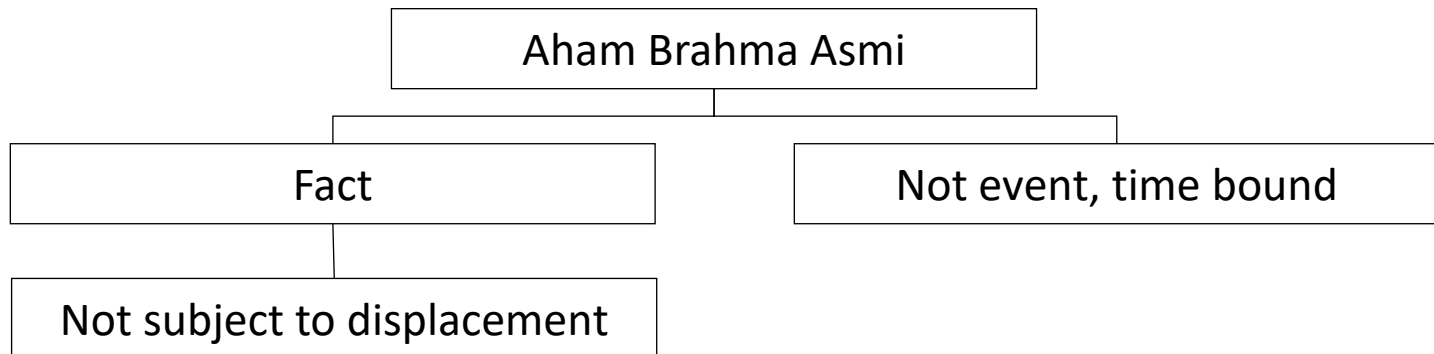 Aham Brahma Asmi
Fact
Not event, time bound
Not subject to displacement